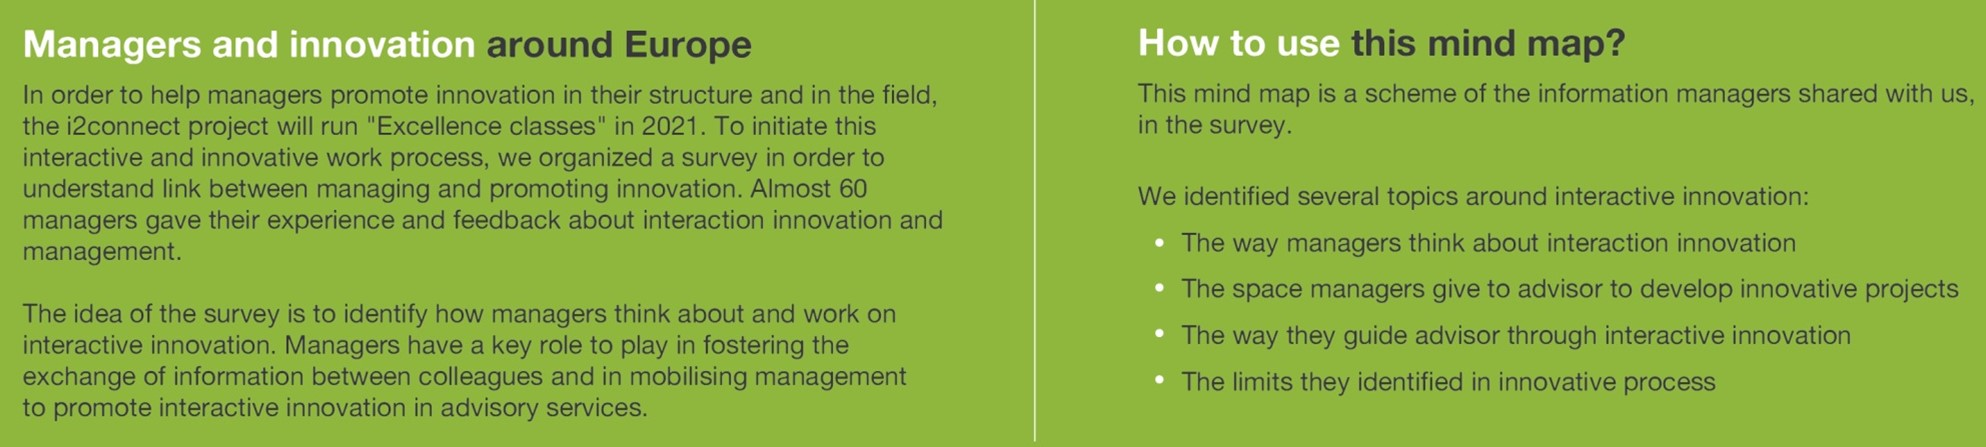 Managers and innovation around Europe
In order to help managers promote innovation in their structure and in the field,
the i2connect project will run "Excellence classes" in 2021. To initiate this
interactive and innovative work process, we organized a survey in order to
understand link between managing and promoting innovation. Almost 60
managers gave their experience and feedback about interaction innovation and
management.
The idea of the survey is to identify how managers think about and work on
interactive innovation. Managers have a key role to play in fostering the
exchange of information between colleagues and in mobilising management
to promote interactive innovation in advisory services.
How to use this mind map?
This mind map is a scheme of the information managers shared with us,
in the survey.
We identified several topics around interactive innovation:
• The way managers think about interaction innovation
• The space managers give to advisor to develop innovative projects
• The way they guide advisor through interactive innovation
• The limits they identified in innovative process